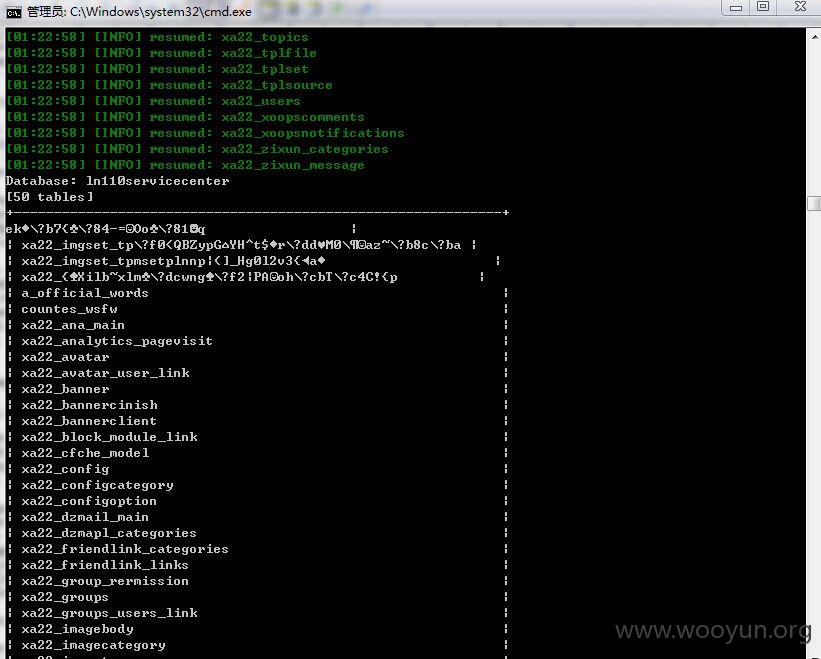 管理员: C:\Windows\system32\cmd.exe
[01:22:58] [INFO] resumed: xa22_topics
[01:22:58] [INFO] resumed: xa22_tplfile
[01:22:58] [INFO] resumed: xa22_tplset
[01:22:58] [INFO] resumed: xa22_tplsource
[01:22:58] [INFO] resumed: xa22_users
[01:22:58] [INFO] resumed: xa22_xoopscomments
[01:22:58] [INFO] resumed: xa22_xoopsnotifications
[01:22:58] [INFO] resumed: xa22_zixun_categories
[01:22:58] [INFO] resumed: xa22_zixun_message
Database: ln110servicecenter
[50 tables]
+-------------------------------------------------------------+
ek♦\?b7{♧\?84-=☺Oo♧\?81
| xa22_imgset_tp\?f0<QBZypG⌂YH^t$♦r\?dd♥M0\¶☺az~\?b8c\?ba |
| xa22_imgset_tpmsetplnnp|<]_Hg0l2v3{◄a♦ |
| xa22_{♠Xilb~xlm♧\?dcwng♠\?f2|PA☺oh\?cbT\?c4C!{p |
| a_official_words |
| countes_wsfw |
| xa22_ana_main |
| xa22_analytics_pagevisit |
| xa22_avatar |
| xa22_avatar_user_link |
| xa22_banner |
| xa22_bannercinish |
| xa22_bannerclient |
| xa22_block_module_link |
| xa22_cfche_model |
| xa22_config |
| xa22_configcategory |
| xa22_configoption |
| xa22_dzmail_main |
| xa22_dzmapl_categories |
| xa22_friendlink_categories |
| xa22_friendlink_links |
| xa22_group_rermission |
| xa22_groups |
| xa22_groups_users_link |
| xa22_imagebody |
| xa22_imagecategory |
www.wooyun.org